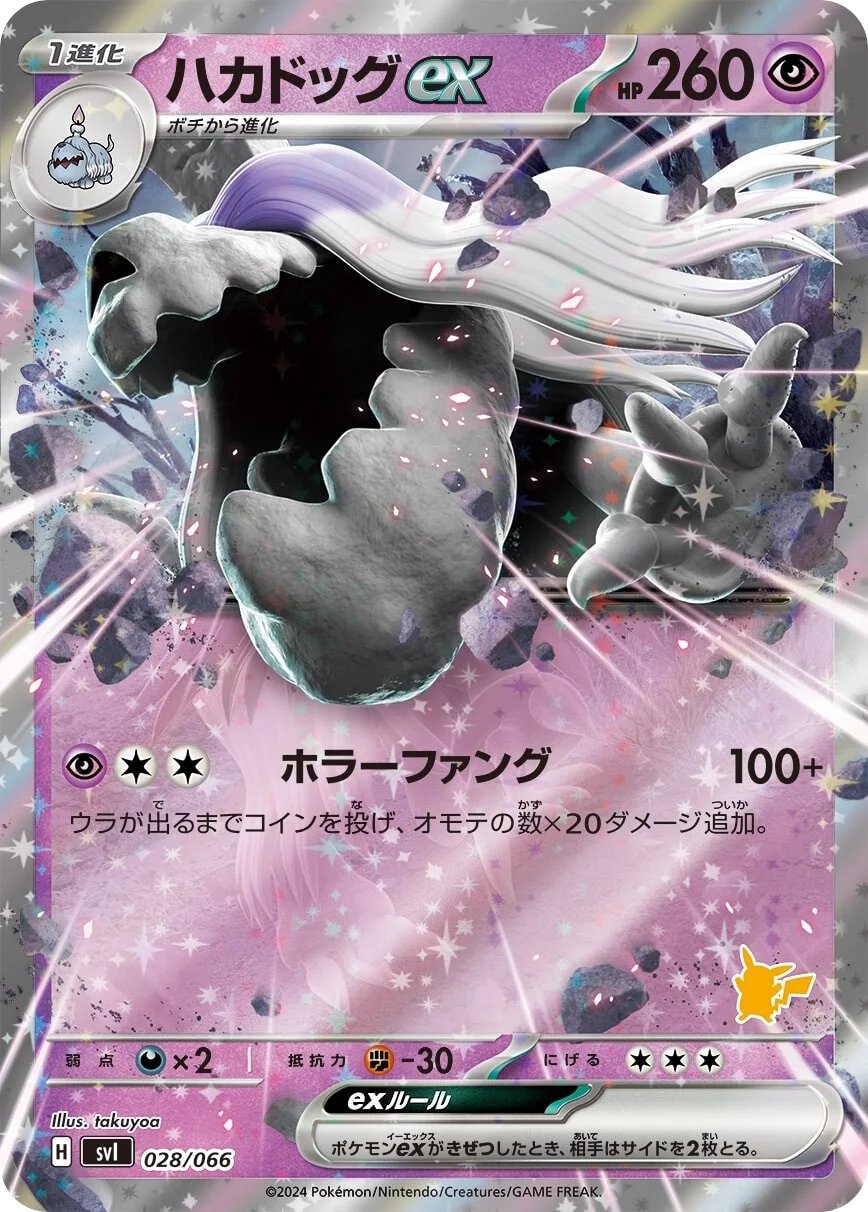 1進化
ハカドッグex
HP 260
ボチから進化
ホラーファング 100+
ウラが出るまでコインを投げ、オモテの数×20ダメージ追加。
弱点 ×2 抵抗力 -30 にげる
exルール
ポケモンexがきぜつしたとき、相手はサイドを2枚とる。
Illus. takuyoa
H svI 028/066
©2024 Pokémon/Nintendo/Creatures/GAME FREAK.